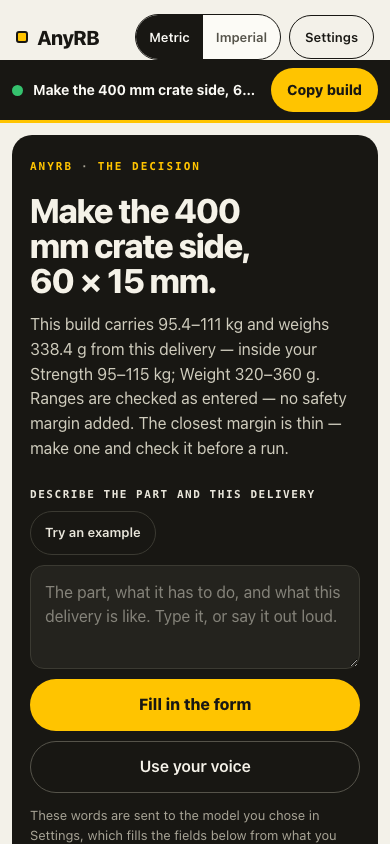 AnyRB
Metric
Imperial
Settings
Make the 400 mm crate side, 6...
Copy build
ANYRB · THE DECISION
Make the 400
mm crate side,
60 × 15 mm.
This build carries 95.4–111 kg and weighs
338.4 g from this delivery — inside your
Strength 95–115 kg; Weight 320–360 g.
Ranges are checked as entered — no safety
margin added. The closest margin is thin —
make one and check it before a run.
DESCRIBE THE PART AND THIS DELIVERY
Try an example
The part, what it has to do, and what this
delivery is like. Type it, or say it out loud.
Fill in the form
Use your voice
These words are sent to the model you chose in
Settings, which fills the fields below from what you